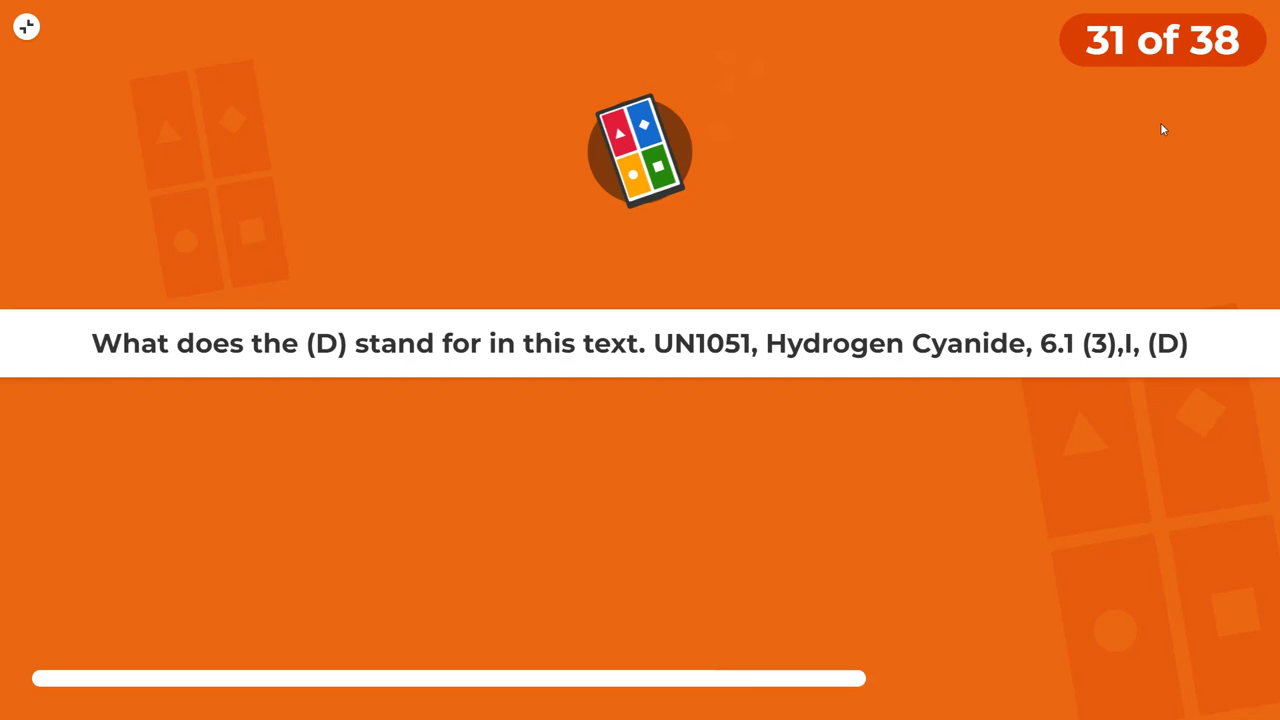 31 of 38
What does the (D) stand for in this text. UN1051, Hydrogen Cyanide, 6.1 (3),I, (D)